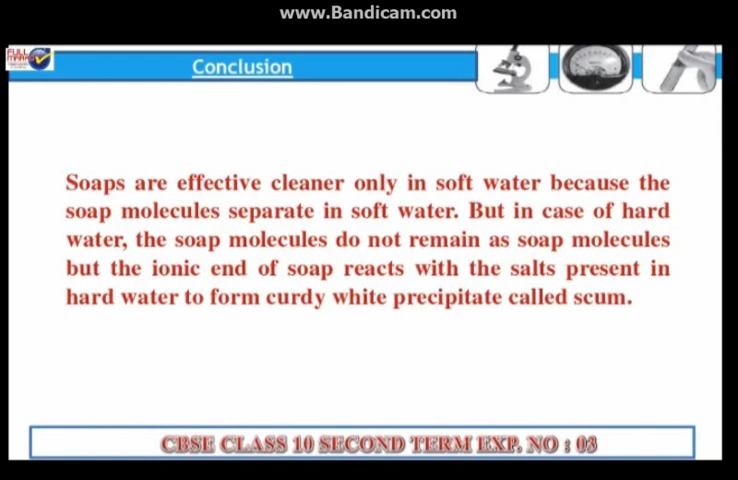 www.Bandicam.com
FULL
MARKS
Conclusion
Soaps are effective cleaner only in soft water because the
soap molecules separate in soft water. But in case of hard
water, the soap molecules do not remain as soap molecules
but the ionic end of soap reacts with the salts present in
hard water to form curdy white precipitate called scum.
CBSE CLASS 10 SECOND TERM EXP. NO : 03